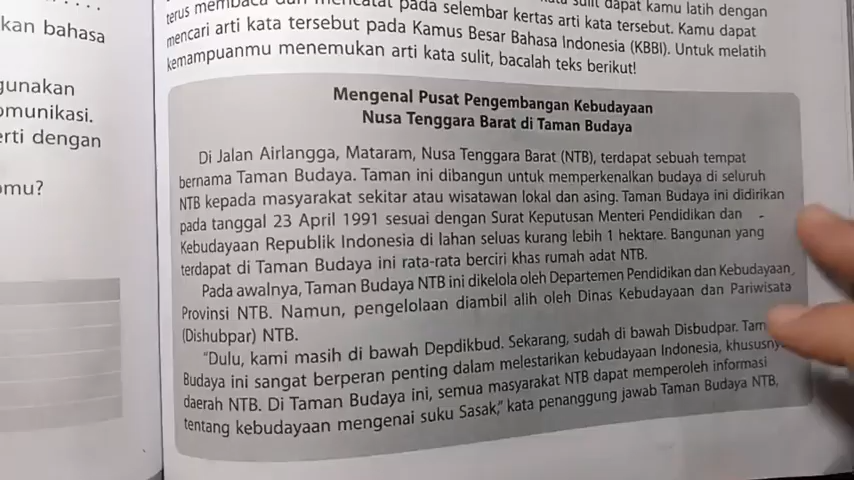 kan bahasa
gunakan
omunikasi.
erti dengan
omu?
sulit dapat kamu latih dengan
terus membaca dan mencatat pada selembar kertas arti kata tersebut. Kamu dapat
mencari arti kata tersebut pada Kamus Besar Bahasa Indonesia (KBBI). Untuk melatih
kemampuanmu menemukan arti kata sulit, bacalah teks berikut!
Mengenal Pusat Pengembangan Kebudayaan
Nusa Tenggara Barat di Taman Budaya
Di Jalan Airlangga, Mataram, Nusa Tenggara Barat (NTB), terdapat sebuah tempat
bernama Taman Budaya. Taman ini dibangun untuk memperkenalkan budaya di seluruh
NTB kepada masyarakat sekitar atau wisatawan lokal dan asing. Taman Budaya ini didirikan
pada tanggal 23 April 1991 sesuai dengan Surat Keputusan Menteri Pendidikan dan
Kebudayaan Republik Indonesia di lahan seluas kurang lebih 1 hektare. Bangunan yang
terdapat di Taman Budaya ini rata-rata berciri khas rumah adat NTB.
Pada awalnya, Taman Budaya NTB ini dikelola oleh Departemen Pendidikan dan Kebudayaan
Provinsi NTB. Namun, pengelolaan diambil alih oleh Dinas Kebudayaan dan Pariwisata
(Dishubpar) NTB.
"Dulu, kami masih di bawah Depdikbud. Sekarang, sudah di bawah Disbudpar. Tam
Budaya ini sangat berperan penting dalam melestarikan kebudayaan Indonesia, khususny
daerah NTB. Di Taman Budaya ini, semua masyarakat NTB dapat memperoleh informasi
tentang kebudayaan mengenai suku Sasak," kata penanggung jawab Taman Budaya NTB,